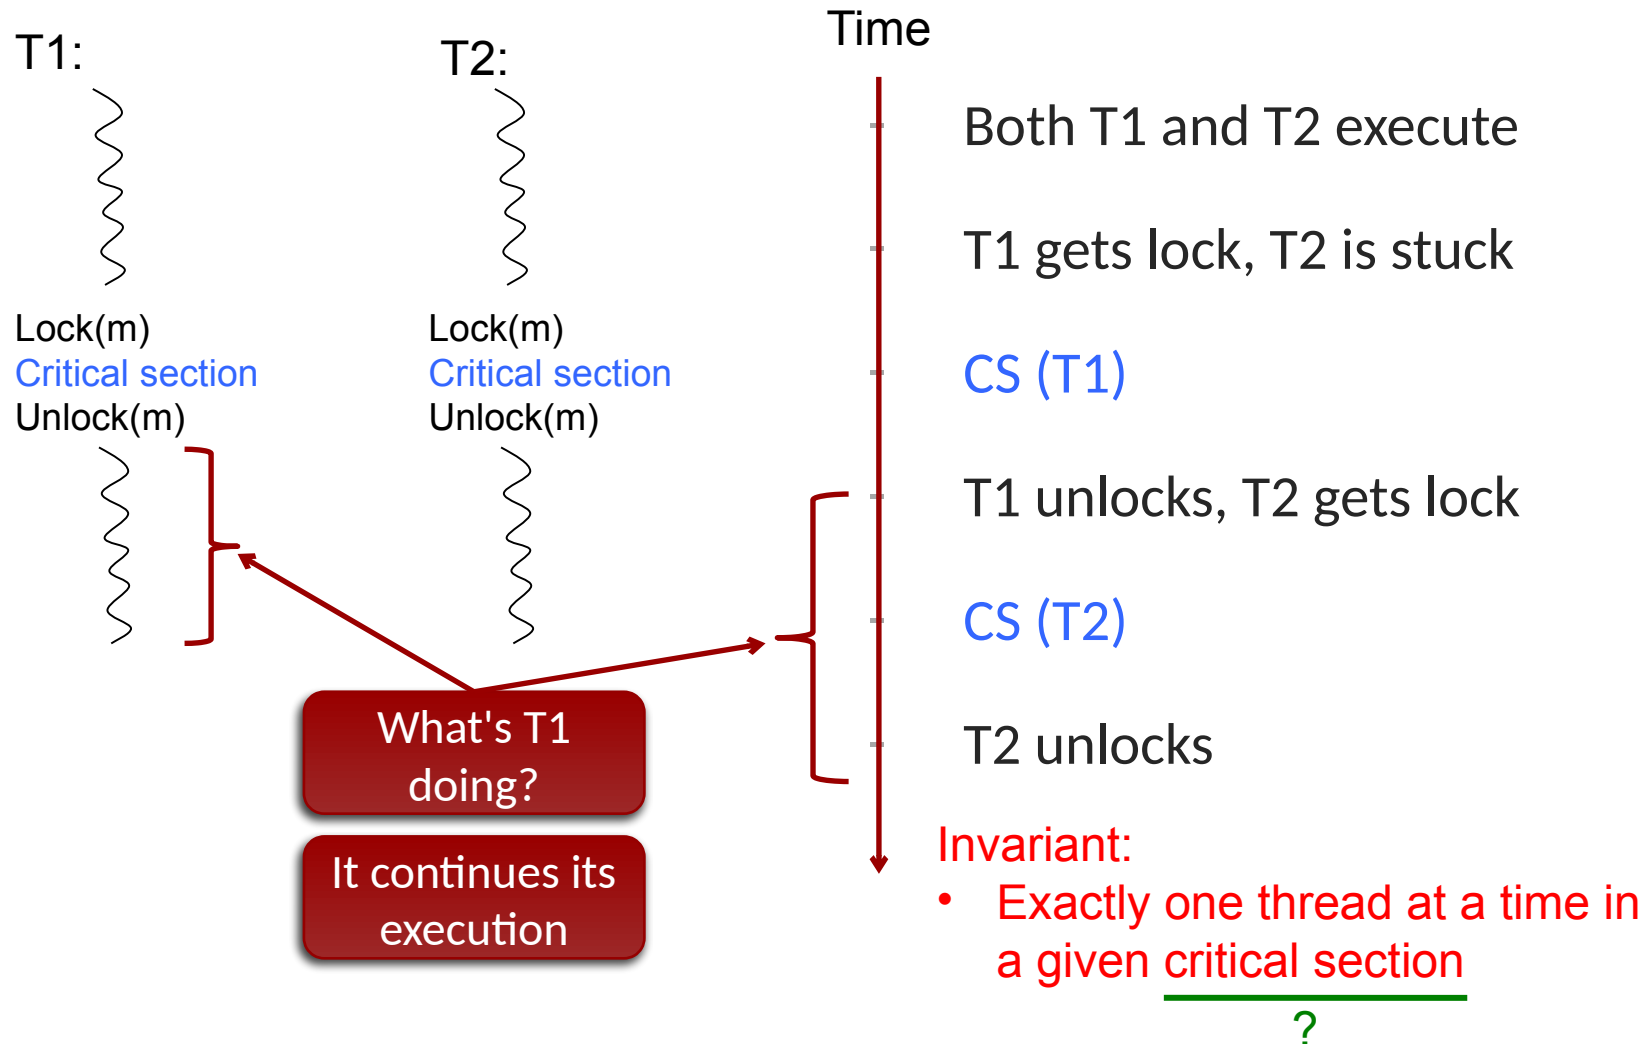 T1:
T2:
Time
Lock(m)
Critical section
Unlock(m)
Lock(m)
Critical section
Unlock(m)
Both T1 and T2 execute
T1 gets lock, T2 is stuck
CS (T1)
T1 unlocks, T2 gets lock
CS (T2)
T2 unlocks
What's T1
doing?
It continues its
execution
Invariant:
• Exactly one thread at a time in
a given critical section
?